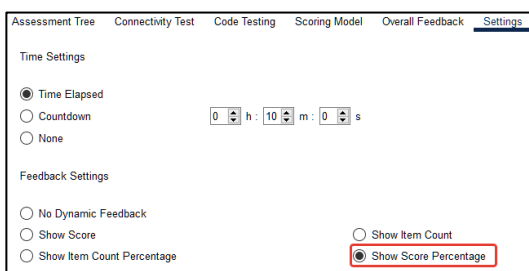 Assessment Tree Connectivity Test Code Testing Scoring Model Overall Feedback Settings
Time Settings
Time Elapsed
Countdown 0 h : 10 m : 0 s
None
Feedback Settings
No Dynamic Feedback
Show Score Show Item Count
Show Item Count Percentage Show Score Percentage